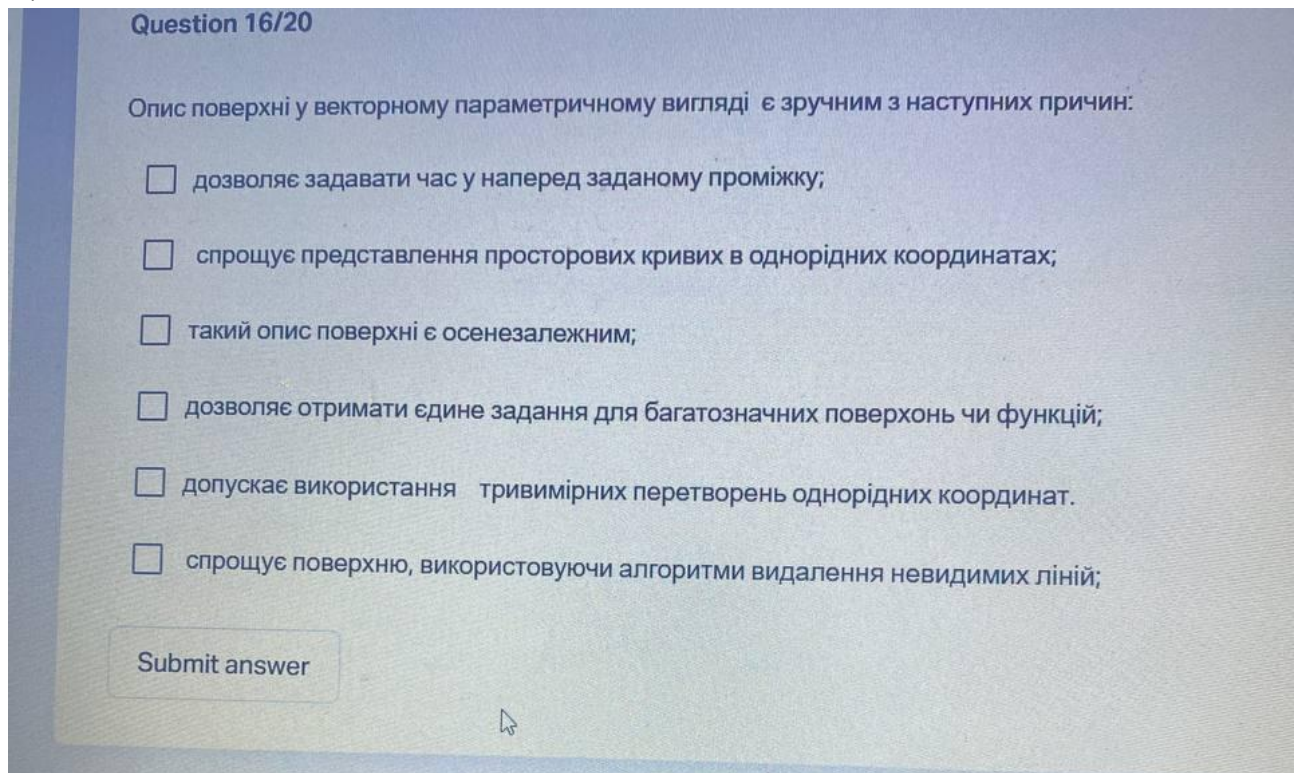 Question 16/20
Опис поверхні у векторному параметричному вигляді є зручним з наступних причин:
дозволяє задавати час у наперед заданому проміжку;
спрощує представлення просторових кривих в однорідних координатах;
такий опис поверхні є осенезалежним;
дозволяє отримати єдине задання для багатозначних поверхонь чи функцій;
допускає використання тривимірних перетворень однорідних координат.
спрощує поверхню, використовуючи алгоритми видалення невидимих ліній;
Submit answer